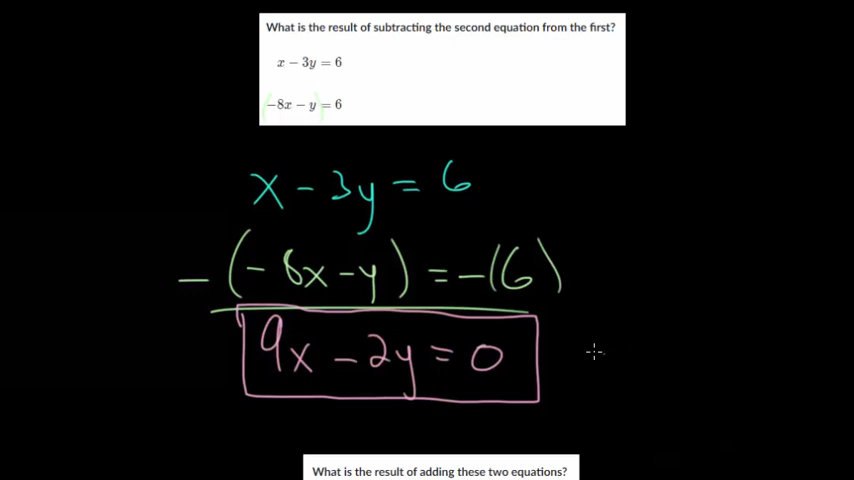 What is the result of subtracting the second equation from the first?
x − 3y = 6
−8x − y = 6
x − 3y = 6
− (− 8x − y) = −(6)
9x − 2y = 0
What is the result of adding these two equations?